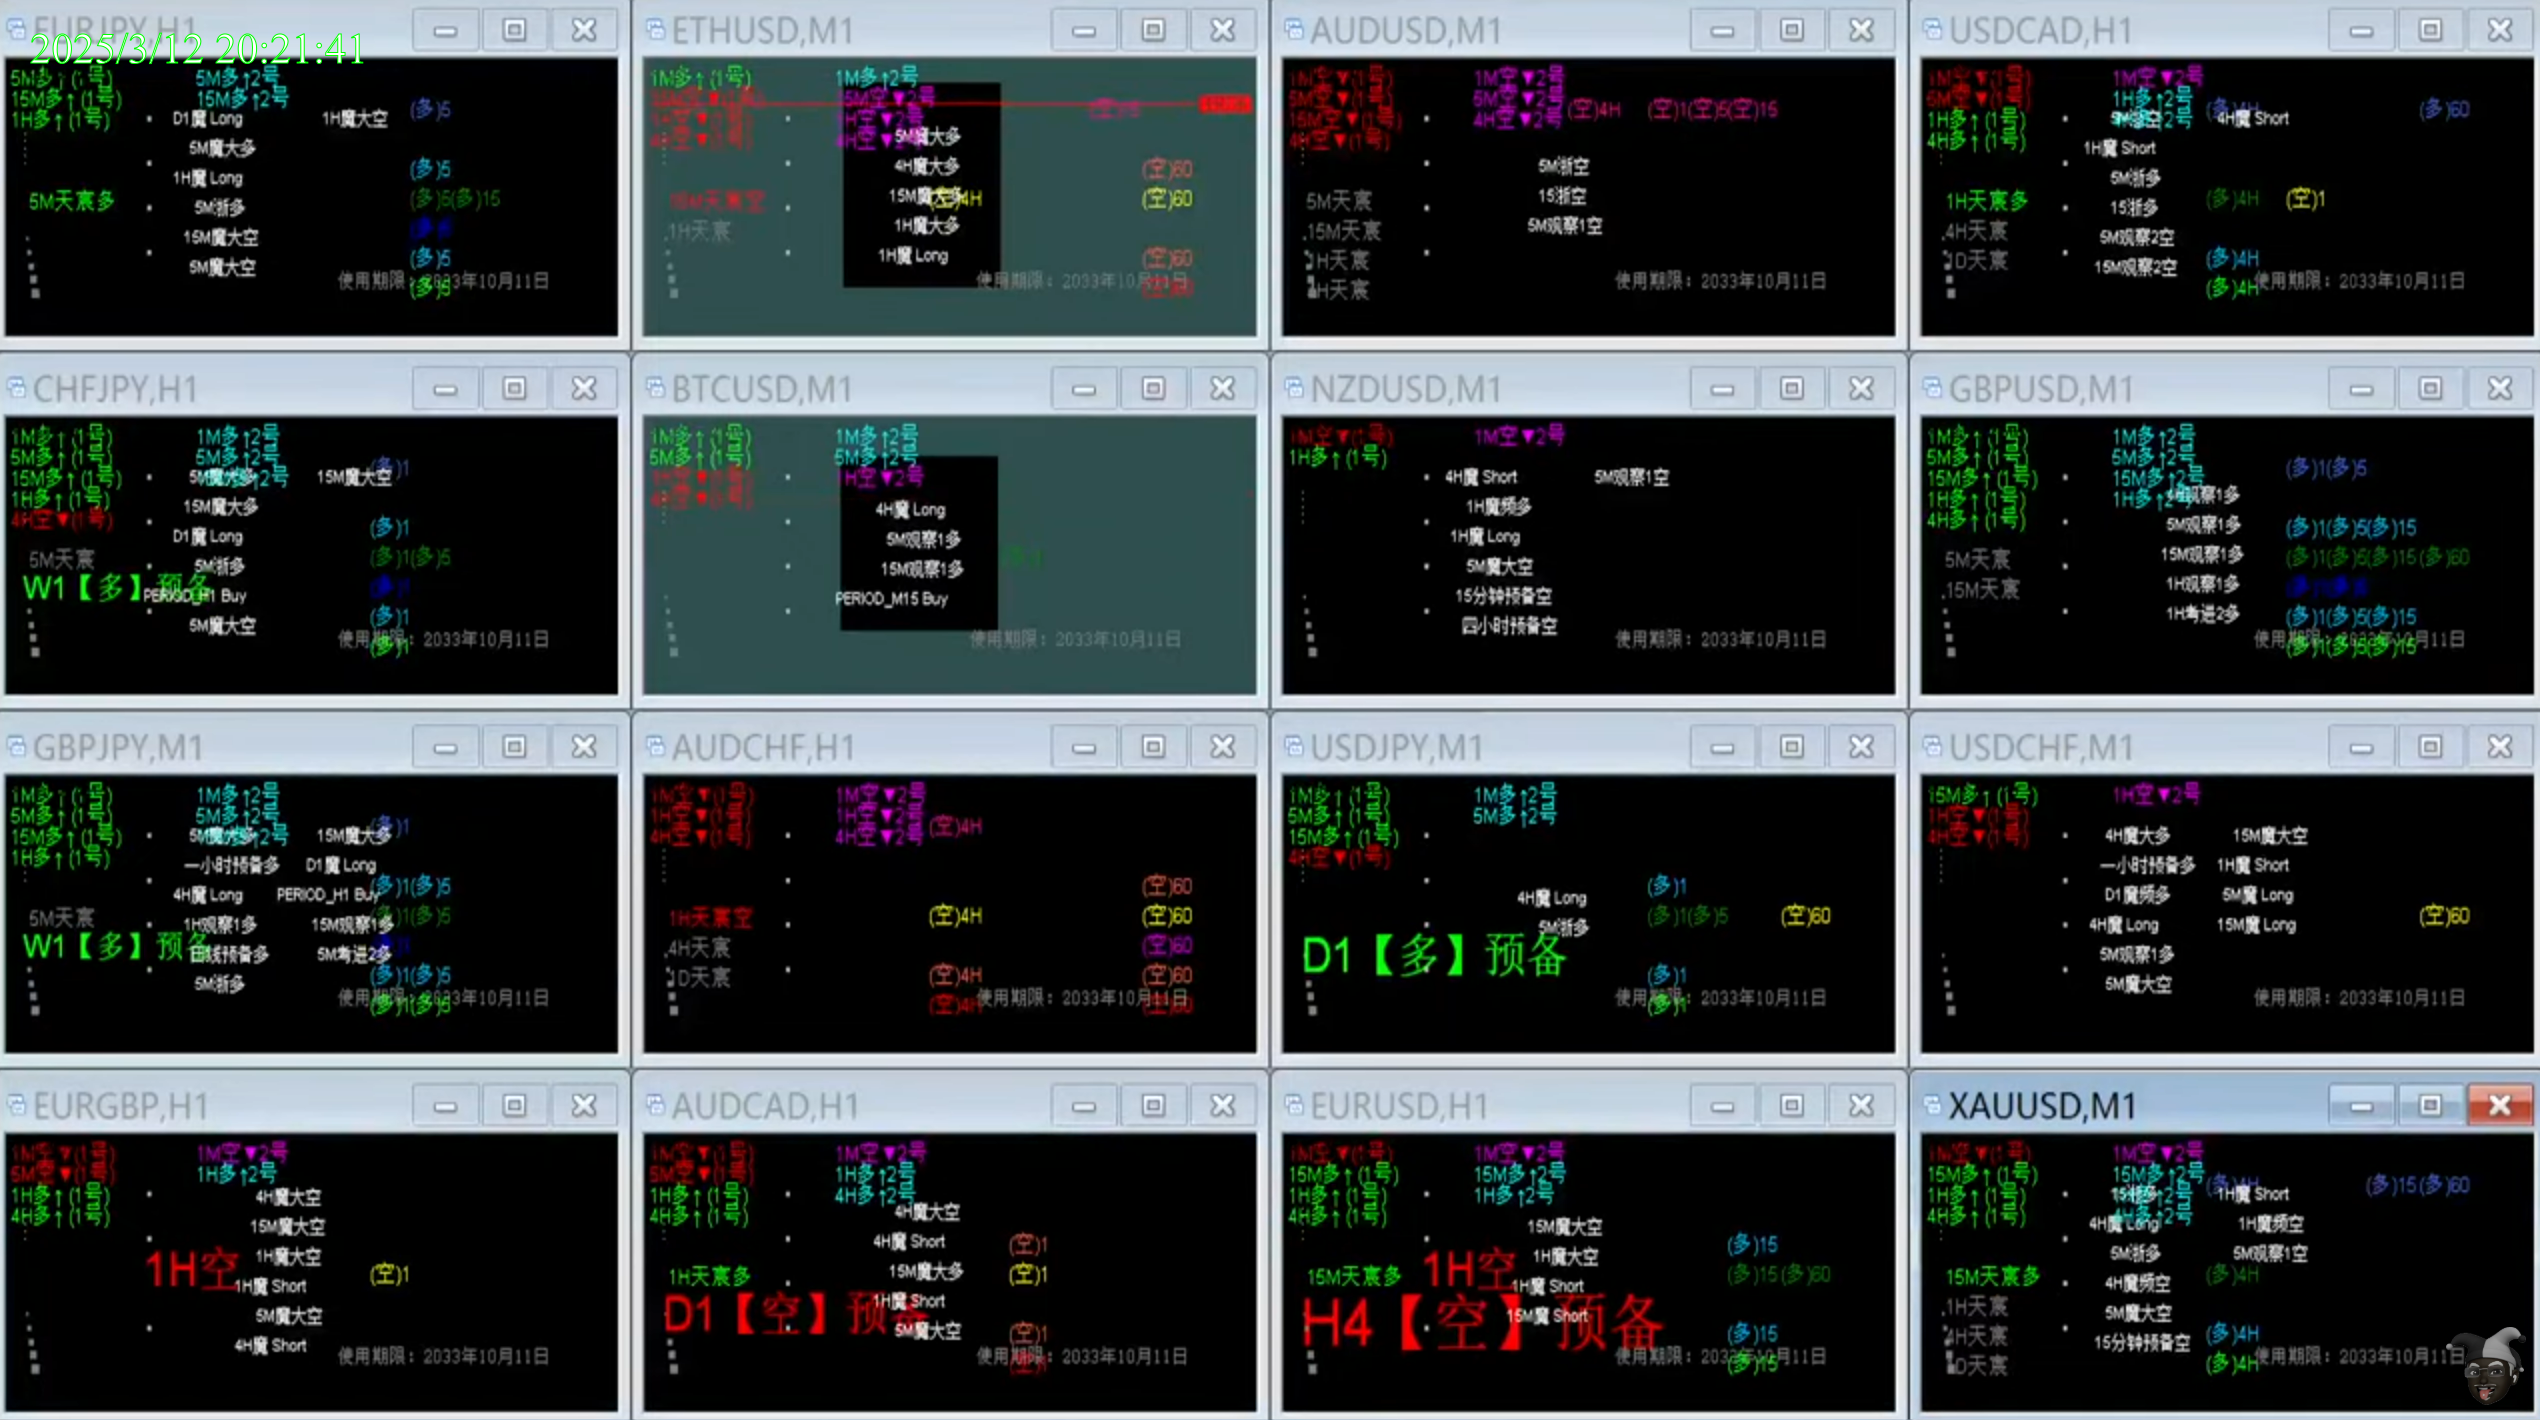 EURJPY,H1
2025/3/12 20:21:41
5M多↑(1号) 5M多↑2号
15M多↑(1号) 15M多↑2号
1H多↑(1号) D1魔 Long 1H魔大空 (多)5
5M魔大多
1H魔 Long (多)5
5M天宸多 5M浙多 (多)5(多)15
15M魔大空
5M魔大空 (多)5
使用期限：2033年10月11日
(多)5
ETHUSD,M1
1M多↑(1号) 1M多↑2号
5M空▼2号
1H空▼(1号) 1H空▼2号
4H空▼(1号) 4H空▼2号
5M魔大多
4H魔大多 (空)60
15M魔大多 (空)4H (空)60
15M天宸空
1H天宸 1H魔大多
1H魔 Long (空)60
使用期限：2033年10月11日
AUDUSD,M1
1M空▼(1号) 1M空▼2号
5M空▼(1号) 5M空▼2号 (空)4H (空)1(空)5(空)15
15M空▼(1号) 4H空▼2号
5M浙空
5M天宸 15浙空
.15M天宸 5M观察1空
1H天宸
4H天宸
使用期限：2033年10月11日
USDCAD,H1
1M空▼(1号) 1M空▼2号
5M空▼(1号) 1H多↑2号 (多)4H (多)60
1H多↑(1号) 4H魔 Short
4H多↑(1号) 1H魔 Short
5M浙多
1H天宸多 15浙多 (多)4H (空)1
.4H天宸 5M观察2空
1D天宸 15M观察2空 (多)4H
(多)4H 使用期限：2033年10月11日
CHFJPY,H1
1M多↑(1号) 1M多↑2号
5M多↑(1号) 5M多↑2号
15M多↑(1号) 5M魔大多 15M魔大空 (多)1
1H多↑(1号) 15M魔大多
4H空▼(1号) D1魔 Long (多)1
5M天宸 5M浙多 (多)1(多)5
W1【多】预备 PERIOD_H1 Buy
5M魔大空 (多)1
使用期限：2033年10月11日
(多)1
BTCUSD,M1
1M多↑(1号) 1M多↑2号
5M多↑(1号) 5M多↑2号
1H空▼(1号) 1H空▼2号
4H空▼(1号)
4H魔 Long
5M观察1多
15M观察1多
PERIOD_M15 Buy
使用期限：2033年10月11日
NZDUSD,M1
1M空▼(1号) 1M空▼2号
1H多↑(1号)
4H魔 Short 5M观察1空
1H魔频多
1H魔 Long
5M魔大空
15分钟预备空
四小时预备空
使用期限：2033年10月11日
GBPUSD,M1
1M多↑(1号) 1M多↑2号
5M多↑(1号) 5M多↑2号 (多)1(多)5
15M多↑(1号) 15M多↑2号
1H多↑(1号) 1H多↑2号
4H多↑(1号) 5M观察1多 (多)1(多)5(多)15
5M天宸 15M观察1多 (多)1(多)5(多)15(多)60
.15M天宸 1H观察1多
1H考进2多 (多)1(多)5(多)15
使用期限：2033年10月11日
(多)1(多)5(多)15
GBPJPY,M1
1M多↑(1号) 1M多↑2号
5M多↑(1号) 5M多↑2号
15M多↑(1号) 5M魔大多 15M魔大多 (多)1
1H多↑(1号) 一小时预备多 D1魔 Long
4H魔 Long PERIOD_H1 Buy (多)1(多)5
5M天宸 1H观察1多 15M观察1多 (多)1(多)5
W1【多】预备 日线预备多 5M考进2多
5M浙多 (多)1(多)5
使用期限：2033年10月11日
(多)1(多)5
AUDCHF,H1
1M空▼(1号) 1M空▼2号
1H空▼(1号) 1H空▼2号
4H空▼(1号) 4H空▼2号 (空)4H
(空)60
1H天宸空 (空)4H (空)60
.4H天宸 (空)60
1D天宸 (空)4H (空)60
(空)4H 使用期限：2033年10月11日 (空)60
USDJPY,M1
1M多↑(1号) 1M多↑2号
5M多↑(1号) 5M多↑2号
15M多↑(1号)
4H空▼(1号)
4H魔 Long (多)1
5M浙多 (多)1(多)5 (空)60
D1【多】预备
(多)1
使用期限：2033年10月11日
(多)1
USDCHF,M1
15M多↑(1号) 1H空▼2号
1H空▼(1号)
4H空▼(1号) 4H魔大多 15M魔大空
一小时预备多 1H魔 Short
D1魔频多 5M魔 Long
4H魔 Long 15M魔 Long (空)60
5M观察1多
5M魔大空
使用期限：2033年10月11日
EURGBP,H1
1M空▼(1号) 1M空▼2号
5M空▼(1号) 1H多↑2号
1H多↑(1号) 4H魔大空
4H多↑(1号) 15M魔大空
1H空 1H魔大空 (空)1
1H魔 Short
5M魔大空
4H魔 Short
使用期限：2033年10月11日
AUDCAD,H1
1M空▼(1号) 1M空▼2号
5M空▼(1号) 1H多↑2号
1H多↑(1号) 4H多↑2号
4H多↑(1号) 4H魔大空
4H魔 Short (空)1
1H天宸多 15M魔大多 (空)1
D1【空】预备 1H魔 Short
5M魔大空 (空)1
使用期限：2033年10月11日
EURUSD,H1
1M空▼(1号) 1M空▼2号
15M多↑(1号) 15M多↑2号
1H多↑(1号) 1H多↑2号
4H多↑(1号) 15M魔大空
1H空 1H魔大空 (多)15
15M天宸多 1H魔 Short (多)15(多)60
H4【空】预备 15M魔 Short
(多)15
使用期限：2033年10月11日
(多)15
XAUUSD,M1
1M空▼(1号) 1M空▼2号
15M多↑(1号) 15M多↑2号 (多)4H (多)15(多)60
1H多↑(1号) 15浙多 1H魔 Short
4H多↑(1号) 4H多↑2号
4H魔 Long 1H魔频空
5M浙多 5M观察1空
15M天宸多 4H魔频空 (多)4H
.1H天宸 5M魔大空
4H天宸 15分钟预备空 (多)4H
1D天宸 (多)4H 使用期限：2033年10月11日